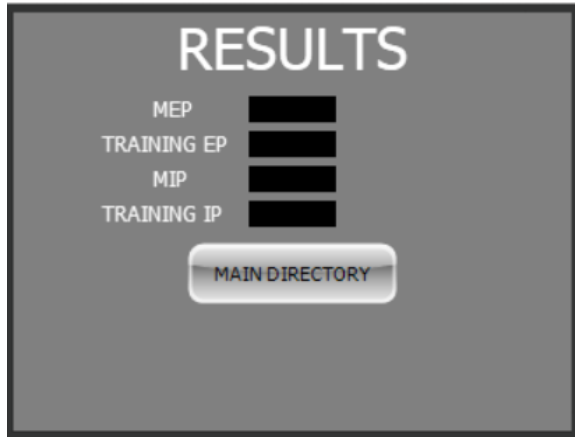 RESULTS
MEP
TRAINING EP
MIP
TRAINING IP
MAIN DIRECTORY